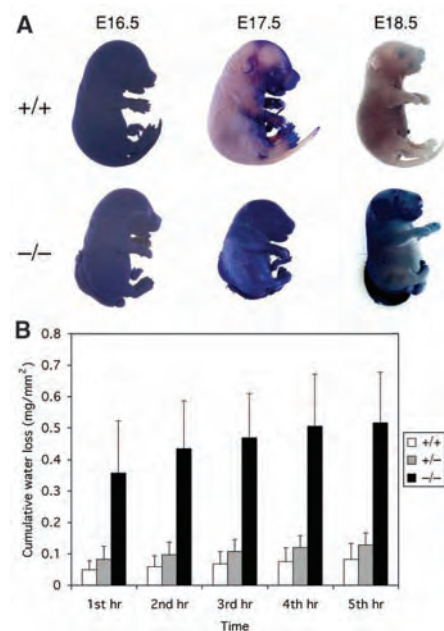 A
E16.5 E17.5 E18.5
+/+
−/−
B
Cumulative water loss (mg/mm²)
0.8
0.7
0.6
0.5
0.4
0.3
0.2
0.1
0
1st hr 2nd hr 3rd hr 4th hr 5th hr
Time
+/+
+/−
−/−